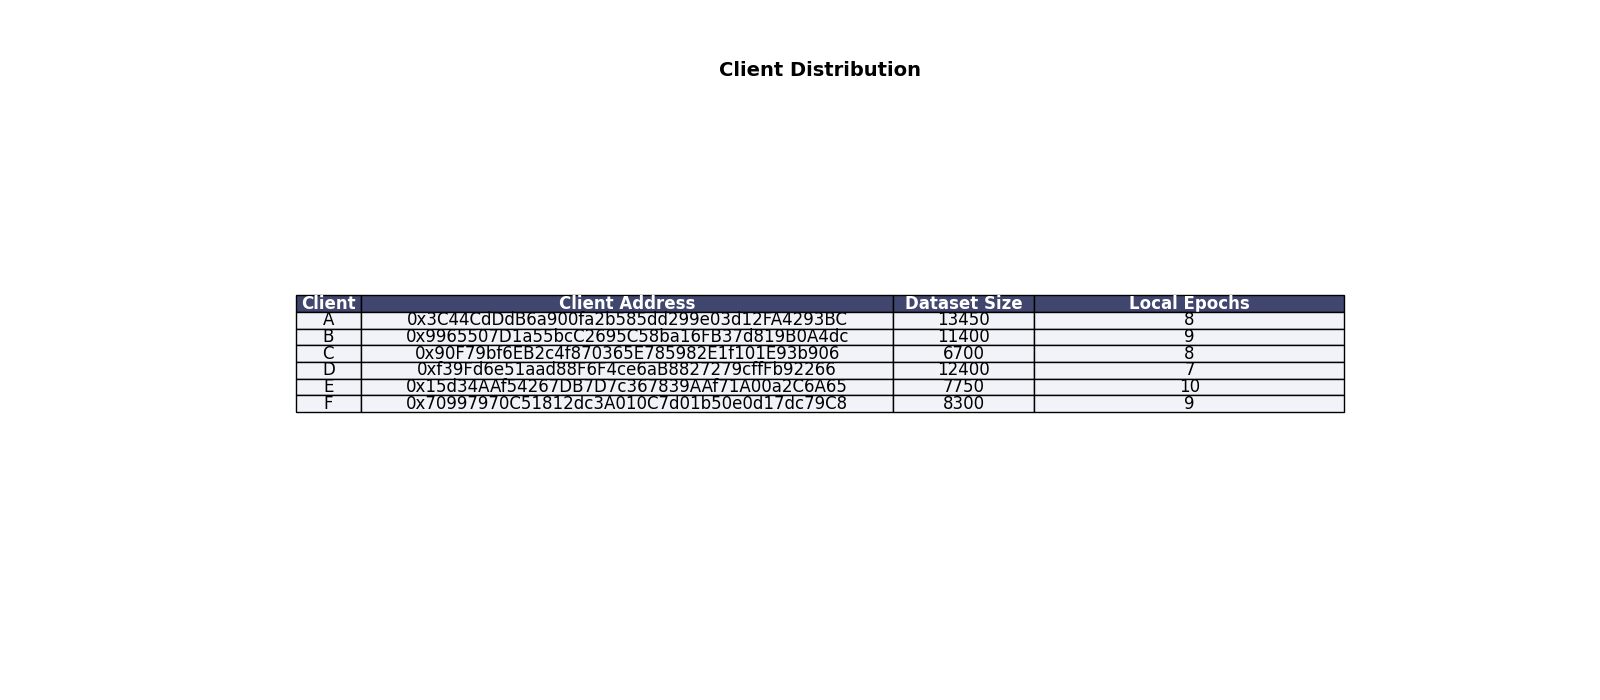 Client Distribution
Client Client Address Dataset Size Local Epochs
A 0x3C44CdDdB6a900fa2b585dd299e03d12FA4293BC 13450 8
B 0x9965507D1a55bcC2695C58ba16FB37d819B0A4dc 11400 9
C 0x90F79bf6EB2c4f870365E785982E1f101E93b906 6700 8
D 0xf39Fd6e51aad88F6F4ce6aB8827279cffFb92266 12400 7
E 0x15d34AAf54267DB7D7c367839AAf71A00a2C6A65 7750 10
F 0x70997970C51812dc3A010C7d01b50e0d17dc79C8 8300 9